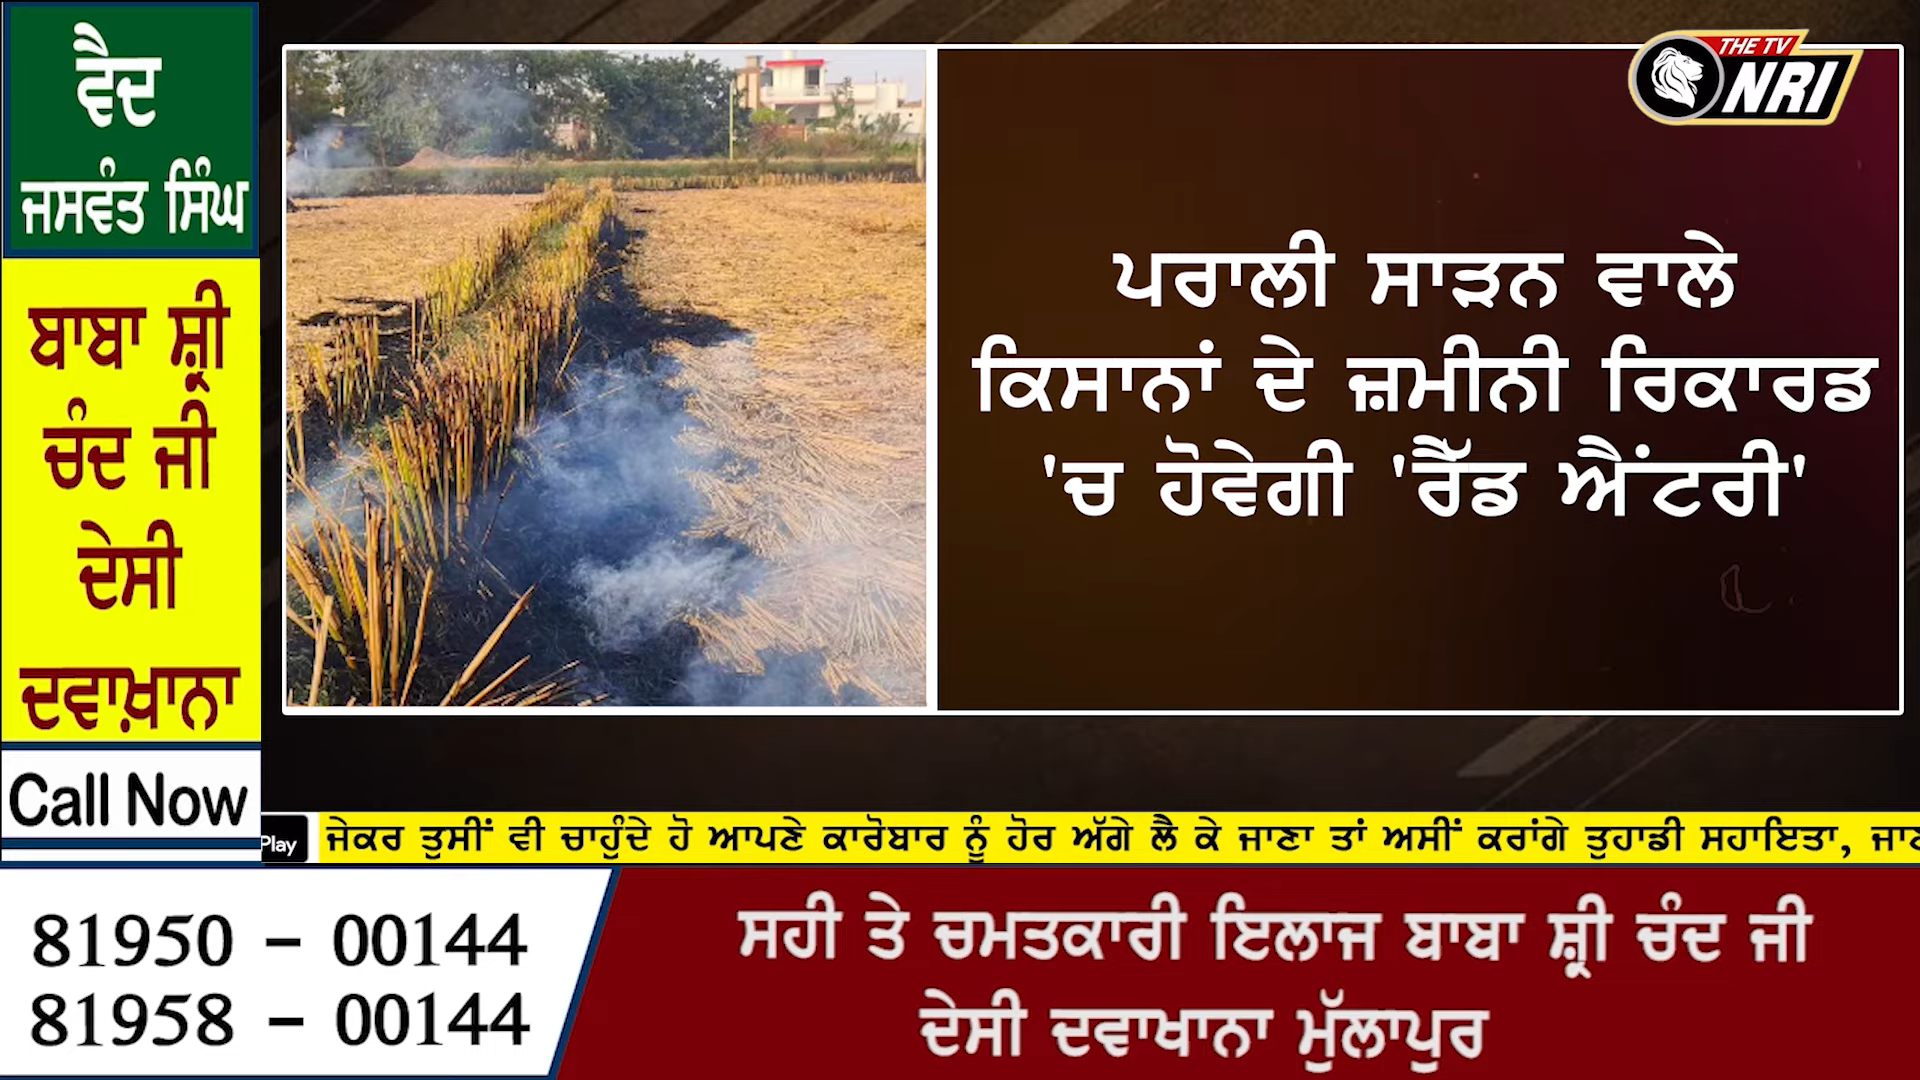 ਵੈਦ
ਜਸਵੰਤ ਸਿੰਘ
ਬਾਬਾ ਸ਼੍ਰੀ
ਚੰਦ ਜੀ
ਦੇਸੀ
ਦਵਾਖ਼ਾਨਾ
Call Now
THE TV
NRI
ਪਰਾਲੀ ਸਾੜਨ ਵਾਲੇ
ਕਿਸਾਨਾਂ ਦੇ ਜ਼ਮੀਨੀ ਰਿਕਾਰਡ
'ਚ ਹੋਵੇਗੀ 'ਰੈੱਡ ਐਂਟਰੀ'
Play ਜੇਕਰ ਤੁਸੀਂ ਵੀ ਚਾਹੁੰਦੇ ਹੋ ਆਪਣੇ ਕਾਰੋਬਾਰ ਨੂੰ ਹੋਰ ਅੱਗੇ ਲੈ ਕੇ ਜਾਣਾ ਤਾਂ ਅਸੀਂ ਕਰਾਂਗੇ ਤੁਹਾਡੀ ਸਹਾਇਤਾ,
81950 - 00144
81958 - 00144
ਸਹੀ ਤੇ ਚਮਤਕਾਰੀ ਇਲਾਜ ਬਾਬਾ ਸ਼੍ਰੀ ਚੰਦ ਜੀ
ਦੇਸੀ ਦਵਾਖਾਨਾ ਮੁੱਲਾਪੁਰ